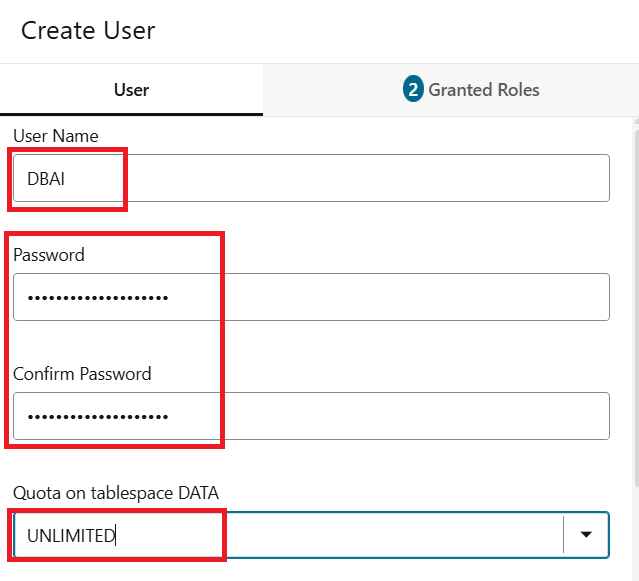 Create User
User
2 Granted Roles
User Name
DBAI
Password
••••••••••••••••••••
Confirm Password
••••••••••••••••••••
Quota on tablespace DATA
UNLIMITED